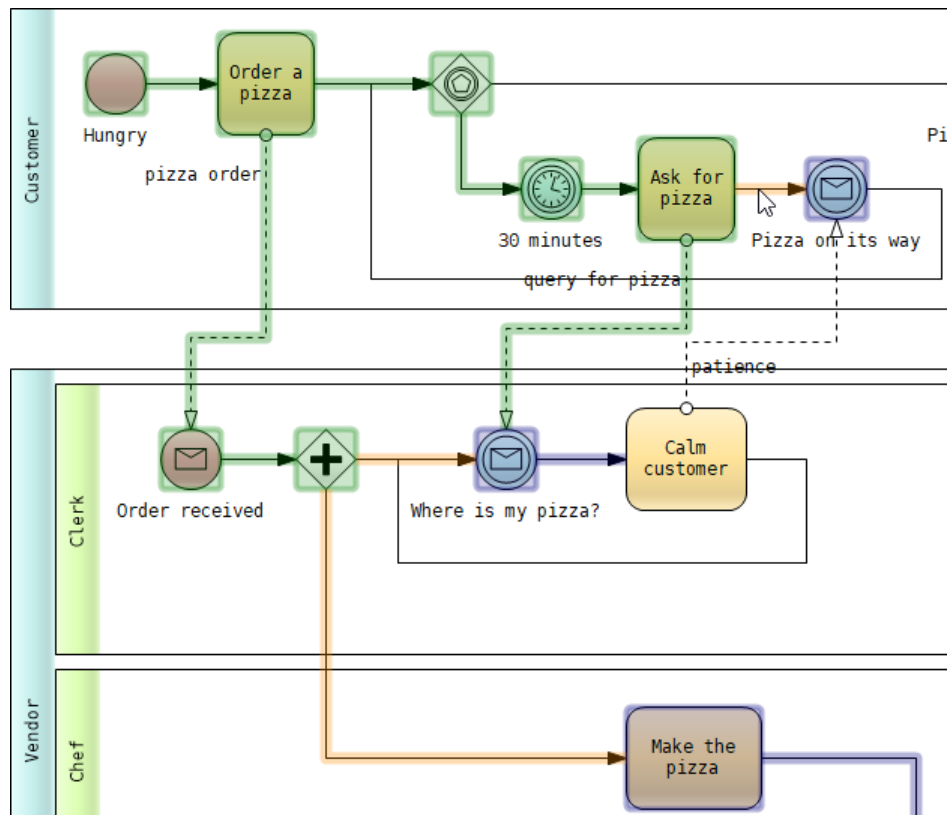 Customer
Order a
pizza
Hungry
Pi
pizza order
Ask for
pizza
30 minutes
Pizza on its way
query for pizza
patience
Vendor
Clerk
Calm
customer
Order received
Where is my pizza?
Chef
Make the
pizza